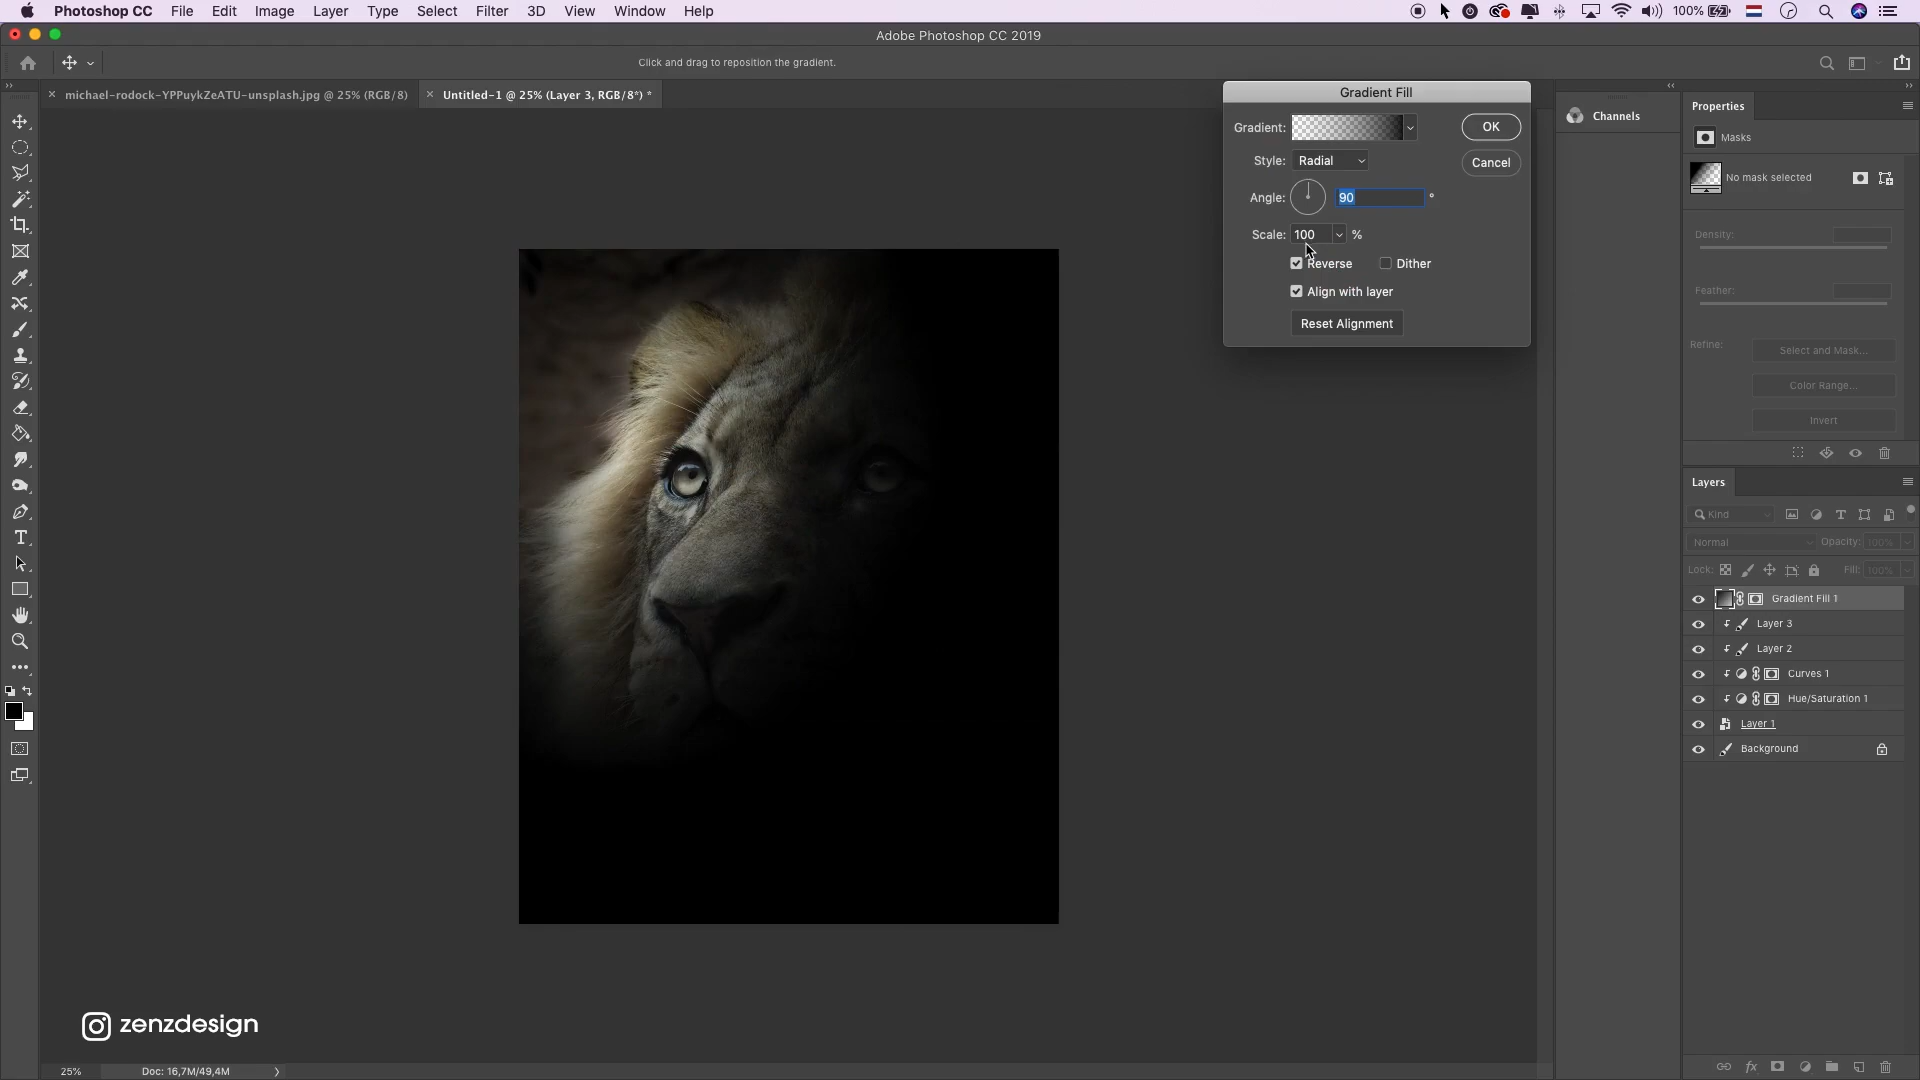 Photoshop CC File Edit Image Layer Type Select Filter 3D View Window Help 100%
Adobe Photoshop CC 2019
Click and drag to reposition the gradient.
michael-rodock-YPPuykZeATU-unsplash.jpg @ 25% (RGB/8)
Untitled-1 @ 25% (Layer 3, RGB/8*) *
Gradient Fill
Gradient:
OK
Style: Radial
Cancel
Angle: 90 °
Scale: 100 %
Reverse Dither
Align with layer
Reset Alignment
Channels
Properties
Masks
No mask selected
Density:
Feather:
Refine:
Select and Mask...
Color Range...
Invert
Layers
Kind
Normal Opacity: 100%
Lock: Fill: 100%
Gradient Fill 1
Layer 3
Layer 2
Curves 1
Hue/Saturation 1
Layer 1
Background
zenzdesign
25% Doc: 16,7M/49,4M